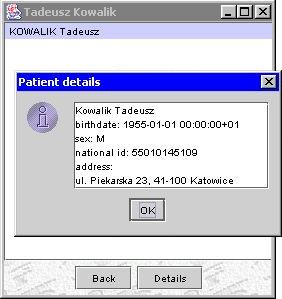 Tadeusz Kowalik
KOWALIK Tadeusz
Patient details
Kowalik Tadeusz
birthdate: 1955-01-01 00:00:00+01
sex: M
national id: 55010145109
address:
ul. Piekarska 23, 41-100 Katowice
OK
Back
Details